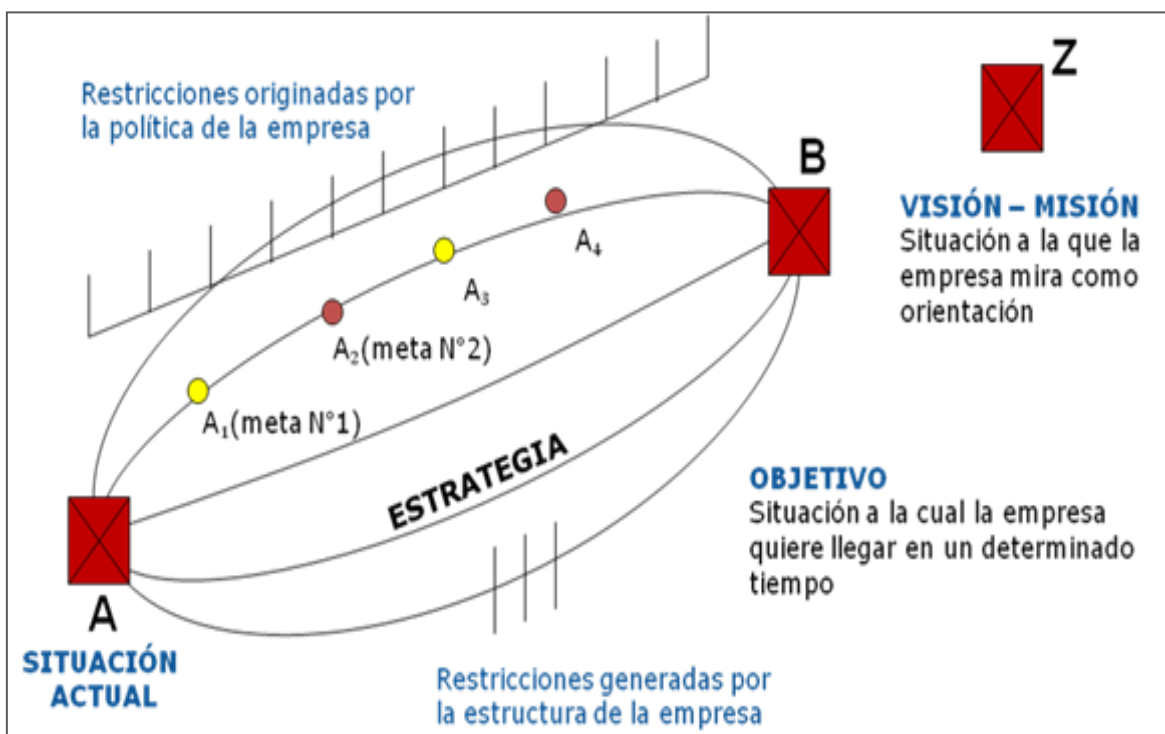 Restricciones originadas por
la política de la empresa
Z
B
VISIÓN – MISIÓN
Situación a la que la
empresa mira como
orientación
A₄
A₃
A₂(meta N°2)
A₁(meta N°1)
ESTRATEGIA
OBJETIVO
Situación a la cual la empresa
quiere llegar en un determinado
tiempo
A
SITUACIÓN
ACTUAL
Restricciones generadas por
la estructura de la empresa